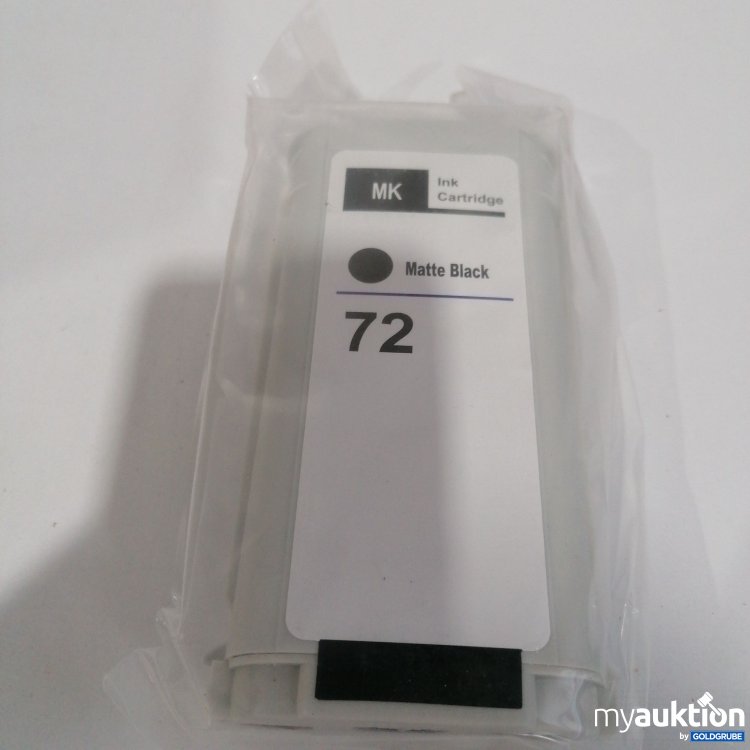 MK
Ink
Cartridge
Matte Black
72
myauktion
by GOLDGRUBE